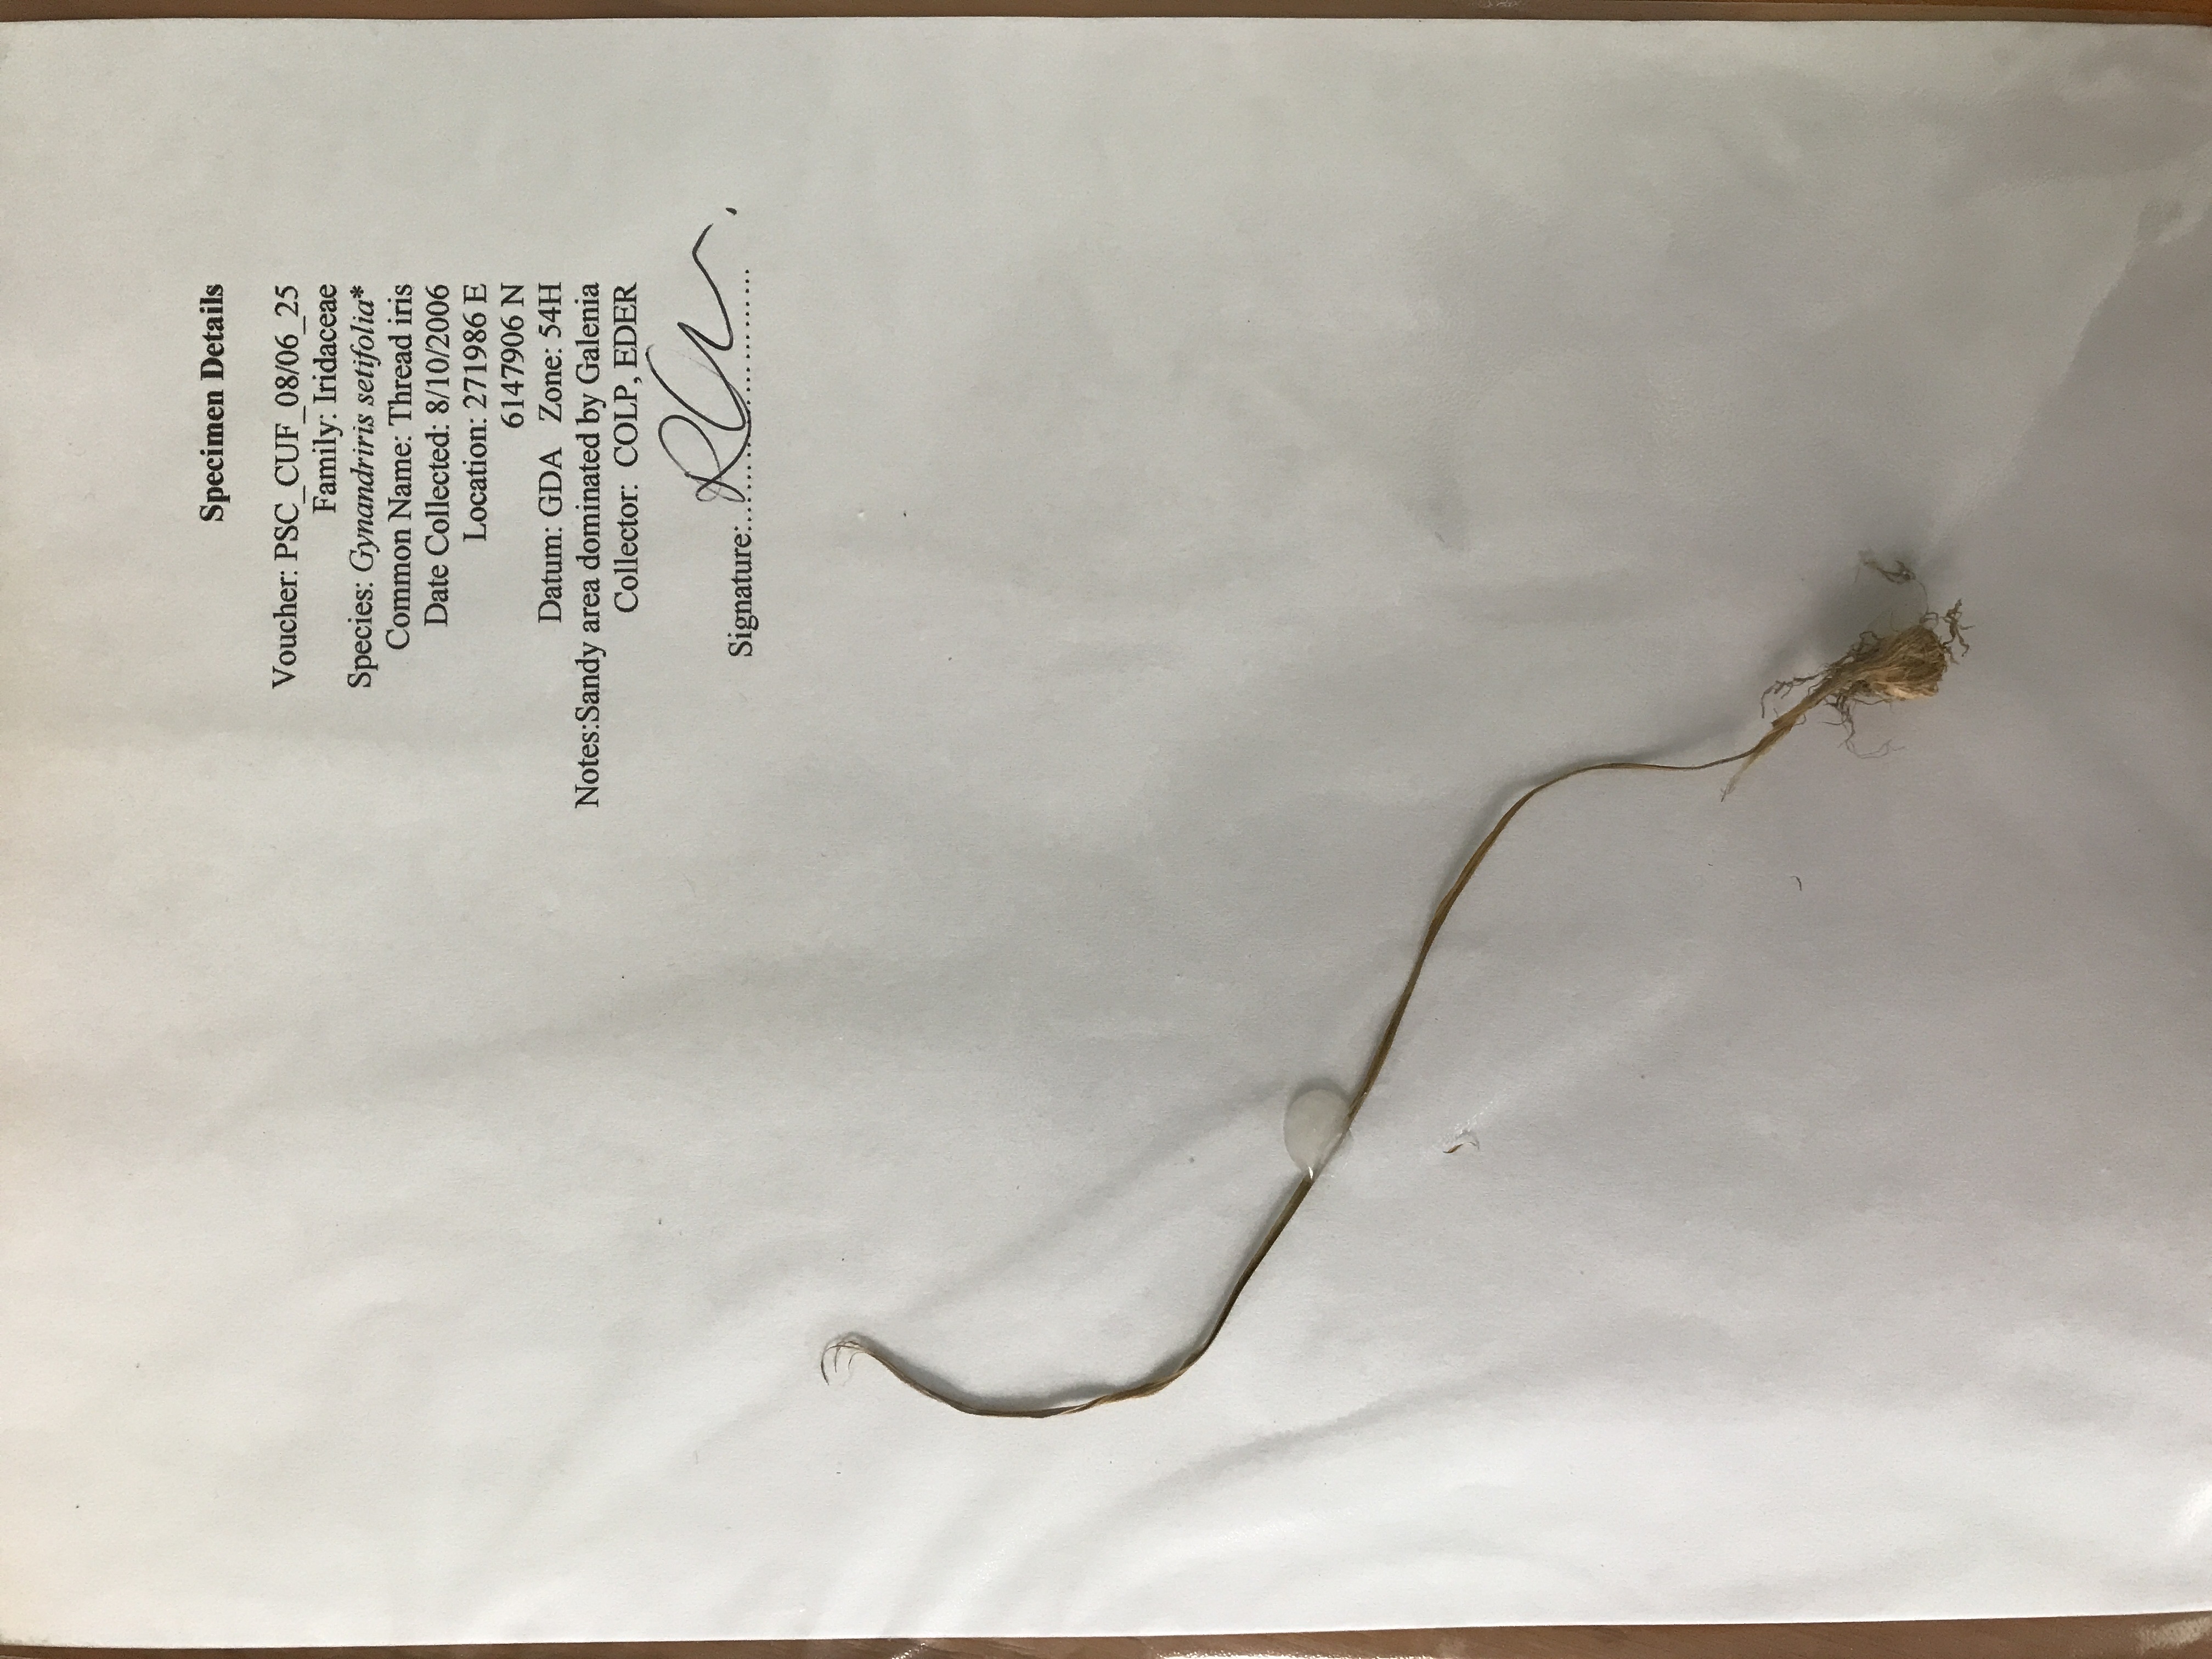 Specimen Details
Voucher: PSC_CUF_08/06_25
Family: Iridaceae
Species: Gynandriris setifolia*
Common Name: Thread iris
Date Collected: 8/10/2006
Location: 271986 E
6147906 N
Datum: GDA Zone: 54H
Notes:Sandy area dominated by Galenia
Collector: COLP, EDER
Signature:..............................